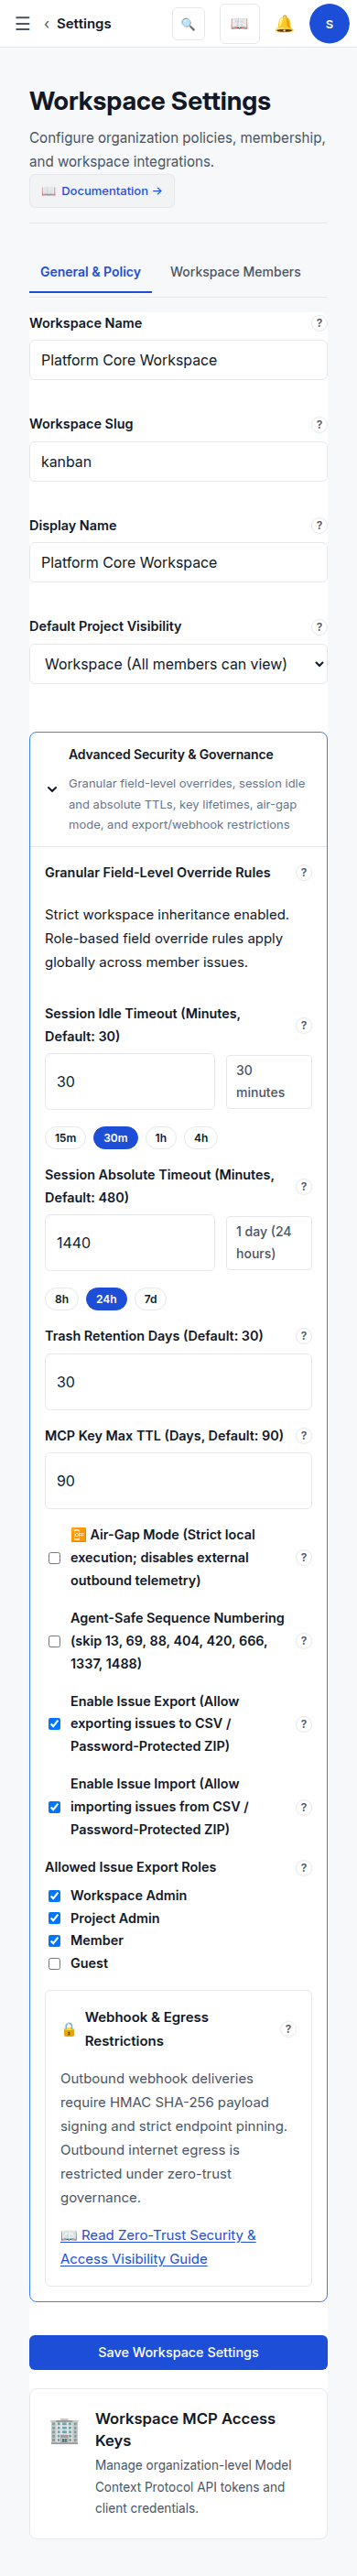 Settings
S
Workspace Settings
Configure organization policies, membership,
and workspace integrations.
Documentation →
General & Policy
Workspace Members
Workspace Name ?
Platform Core Workspace
Workspace Slug ?
kanban
Display Name ?
Platform Core Workspace
Default Project Visibility ?
Workspace (All members can view)
Advanced Security & Governance
Granular field-level overrides, session idle
and absolute TTLs, key lifetimes, air-gap
mode, and export/webhook restrictions
Granular Field-Level Override Rules ?
Strict workspace inheritance enabled.
Role-based field override rules apply
globally across member issues.
Session Idle Timeout (Minutes,
Default: 30) ?
30
30
minutes
15m 30m 1h 4h
Session Absolute Timeout (Minutes,
Default: 480) ?
1440
1 day (24
hours)
8h 24h 7d
Trash Retention Days (Default: 30) ?
30
MCP Key Max TTL (Days, Default: 90) ?
90
📴 Air-Gap Mode (Strict local
execution; disables external ?
outbound telemetry)
Agent-Safe Sequence Numbering
(skip 13, 69, 88, 404, 420, 666, ?
1337, 1488)
Enable Issue Export (Allow
exporting issues to CSV / ?
Password-Protected ZIP)
Enable Issue Import (Allow
importing issues from CSV / ?
Password-Protected ZIP)
Allowed Issue Export Roles ?
Workspace Admin
Project Admin
Member
Guest
Webhook & Egress
Restrictions ?
Outbound webhook deliveries
require HMAC SHA-256 payload
signing and strict endpoint pinning.
Outbound internet egress is
restricted under zero-trust
governance.
📖 Read Zero-Trust Security &
Access Visibility Guide
Save Workspace Settings
Workspace MCP Access
Keys
Manage organization-level Model
Context Protocol API tokens and
client credentials.